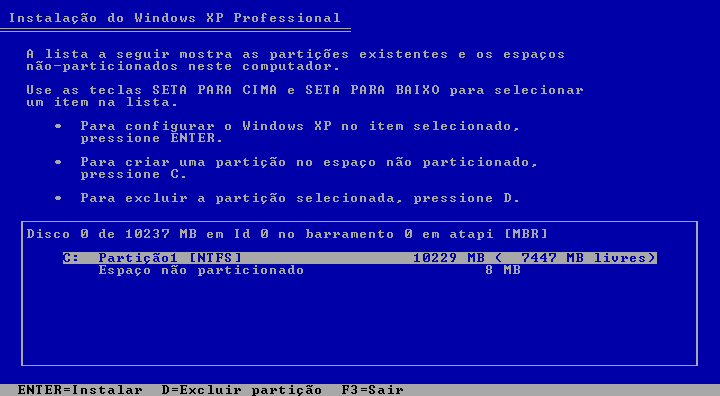 Instalação do Windows XP Professional
A lista a seguir mostra as partições existentes e os espaços
não-particionados neste computador.
Use as teclas SETA PARA CIMA e SETA PARA BAIXO para selecionar
um item na lista.
• Para configurar o Windows XP no item selecionado,
pressione ENTER.
• Para criar uma partição no espaço não particionado,
pressione C.
• Para excluir a partição selecionada, pressione D.
Disco 0 de 10237 MB em Id 0 no barramento 0 em atapi [MBR]
C: Partição1 [NTFS] 10229 MB ( 7447 MB livres)
Espaço não particionado 8 MB
ENTER=Instalar D=Excluir partição F3=Sair